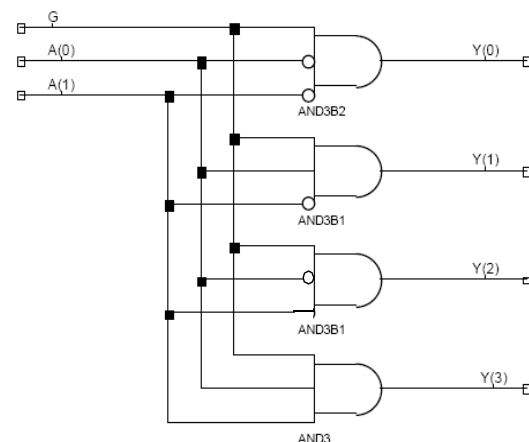 G
A(0)
A(1)
Y(0)
AND3B2
Y(1)
AND3B1
Y(2)
AND3B1
Y(3)
AND3